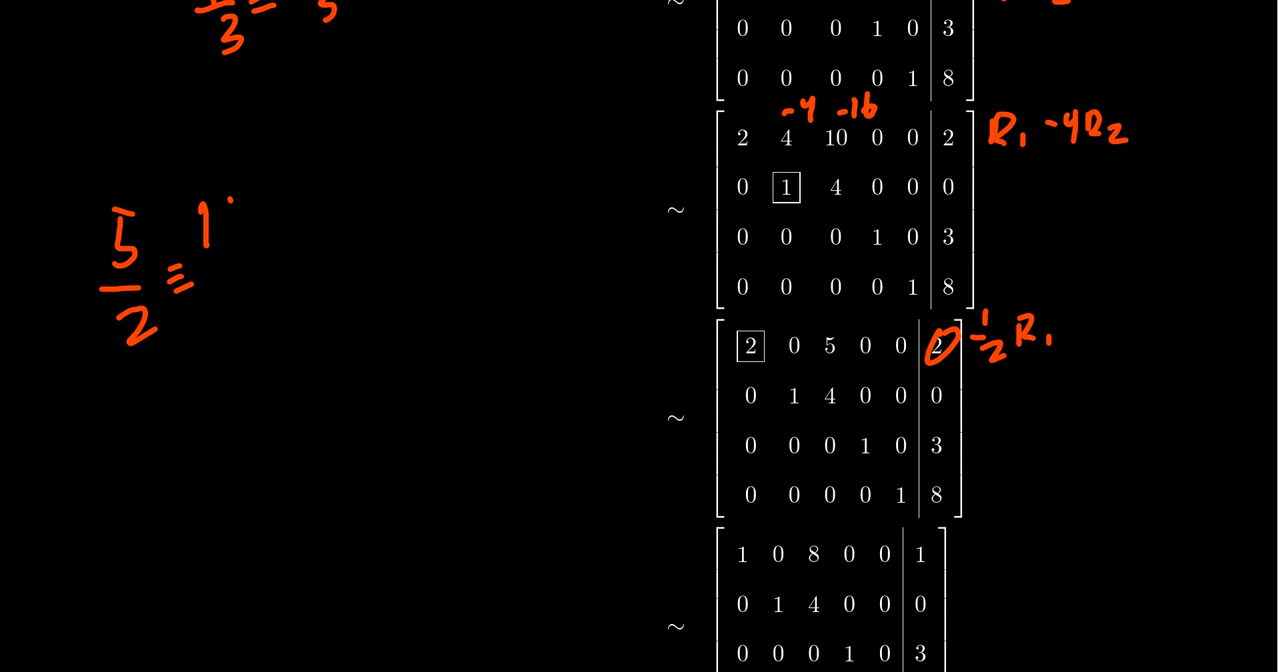 3 ≡ 5
∼
0 0 0 1 0 3
0 0 0 0 1 8
-4 -16
2 4 10 0 0 2 R₁ -4R₂
0 1 4 0 0 0
∼
0 0 0 1 0 3
0 0 0 0 1 8
5/2 ≡ 1
2 0 5 0 0 2 0 1/2 R₁
0 1 4 0 0 0
∼
0 0 0 1 0 3
0 0 0 0 1 8
1 0 8 0 0 1
0 1 4 0 0 0
∼
0 0 0 1 0 3